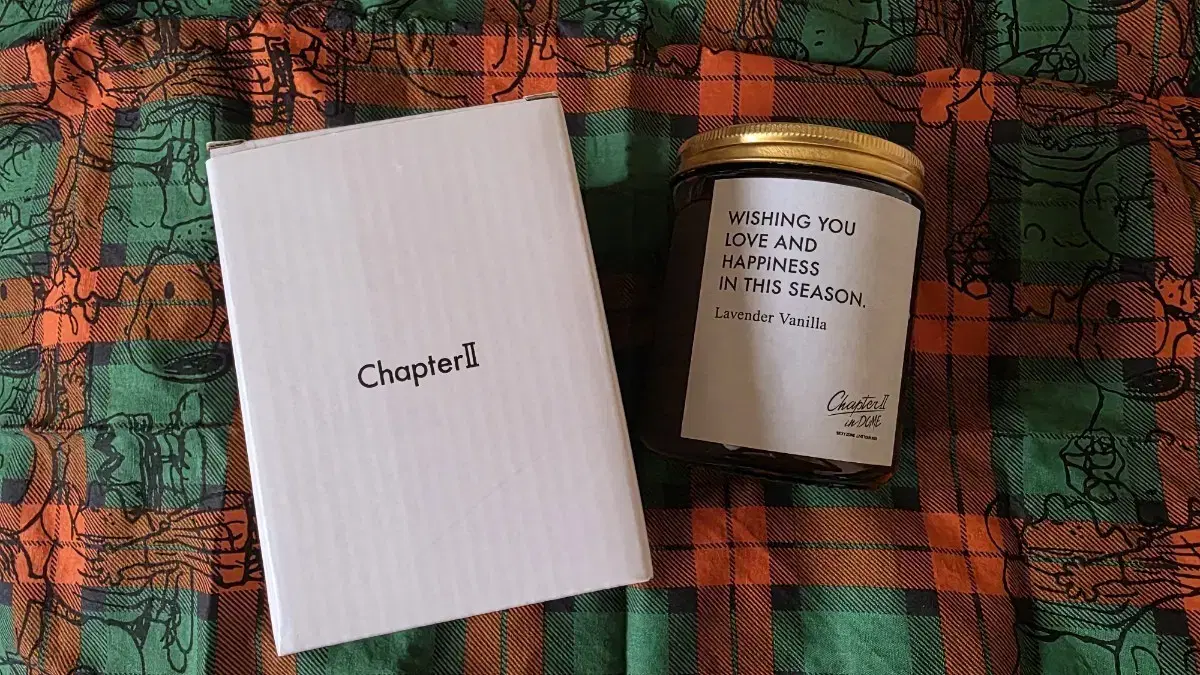 ChapterⅡ
WISHING YOU
LOVE AND
HAPPINESS
IN THIS SEASON.
Lavender Vanilla
ChapterⅡ
in DOME